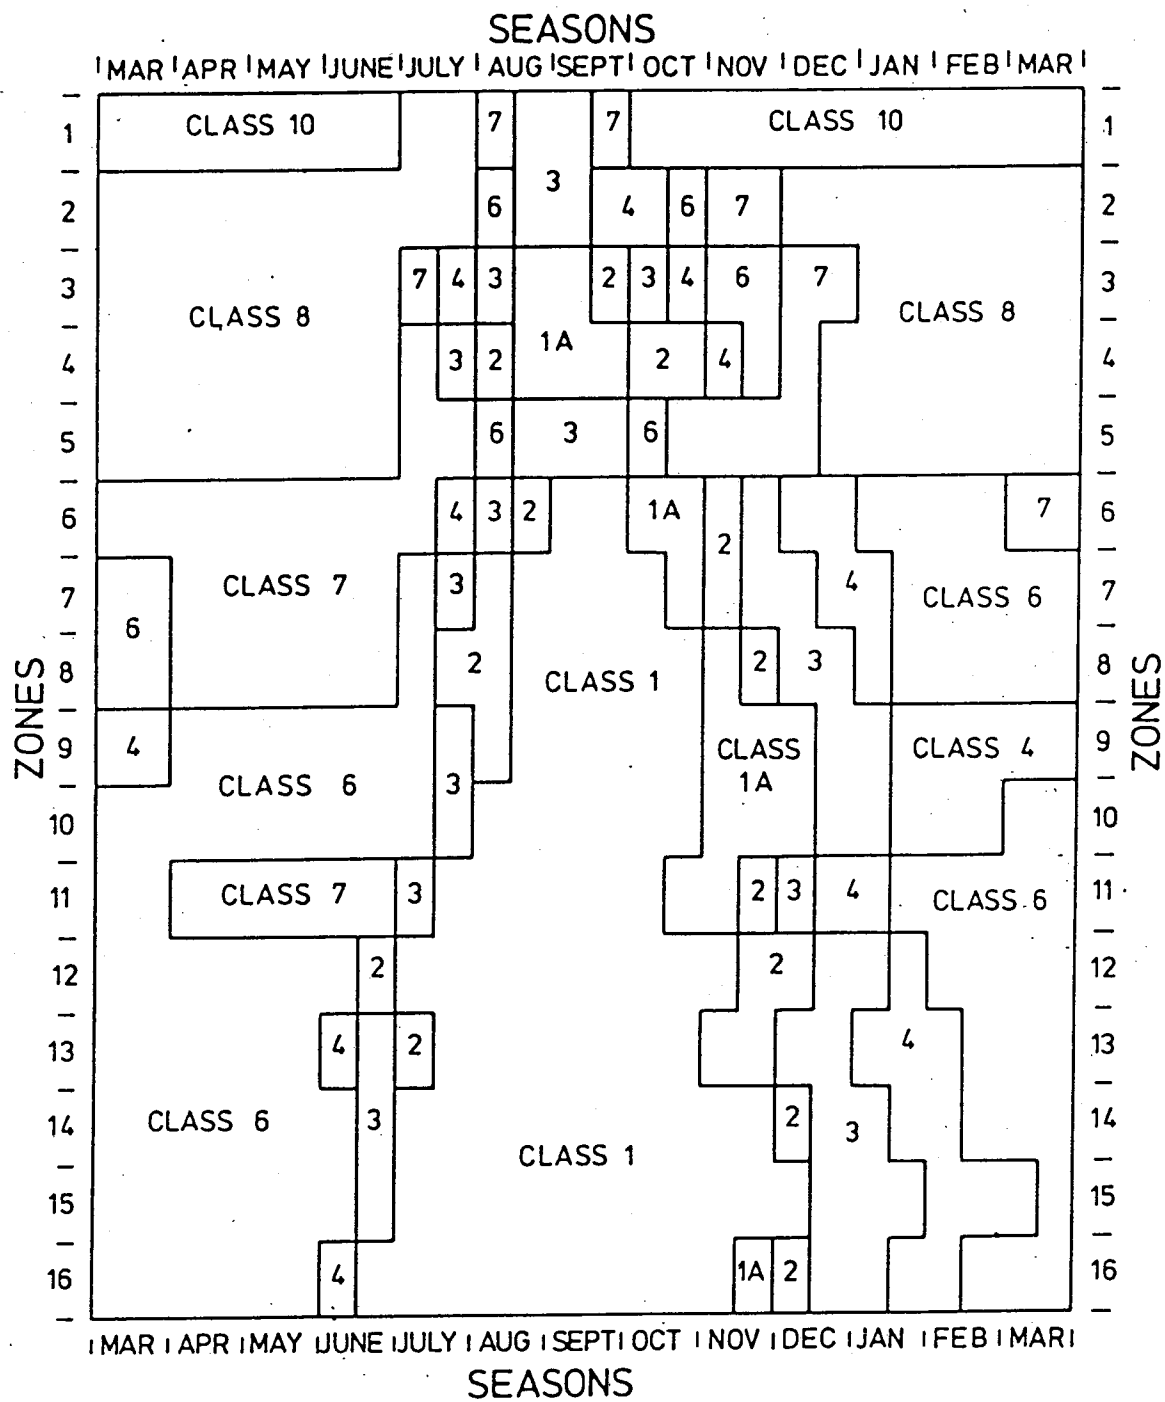 SEASONS
MAR APR MAY JUNE JULY AUG SEPT OCT NOV DEC JAN FEB MAR
1 CLASS 10 7 7 CLASS 10 1
3
2 6 4 6 7 2
3 7 4 3 2 3 4 6 7 3
CLASS 8 CLASS 8
1A
4 3 2 2 4 4
5 6 3 6 5
6 4 3 2 1A 7 6
2
7 CLASS 7 3 4 CLASS 6 7
6
8 2 CLASS 1 2 3 8
ZONES ZONES
9 4 CLASS 1A CLASS 4 9
CLASS 6 3
10 10
11 CLASS 7 3 2 3 4 CLASS 6 11
12 2 2 12
13 4 2 4 13
14 CLASS 6 3 2 3 14
CLASS 1
15 15
16 4 1A 2 16
MAR APR MAY JUNE JULY AUG SEPT OCT NOV DEC JAN FEB MAR
SEASONS